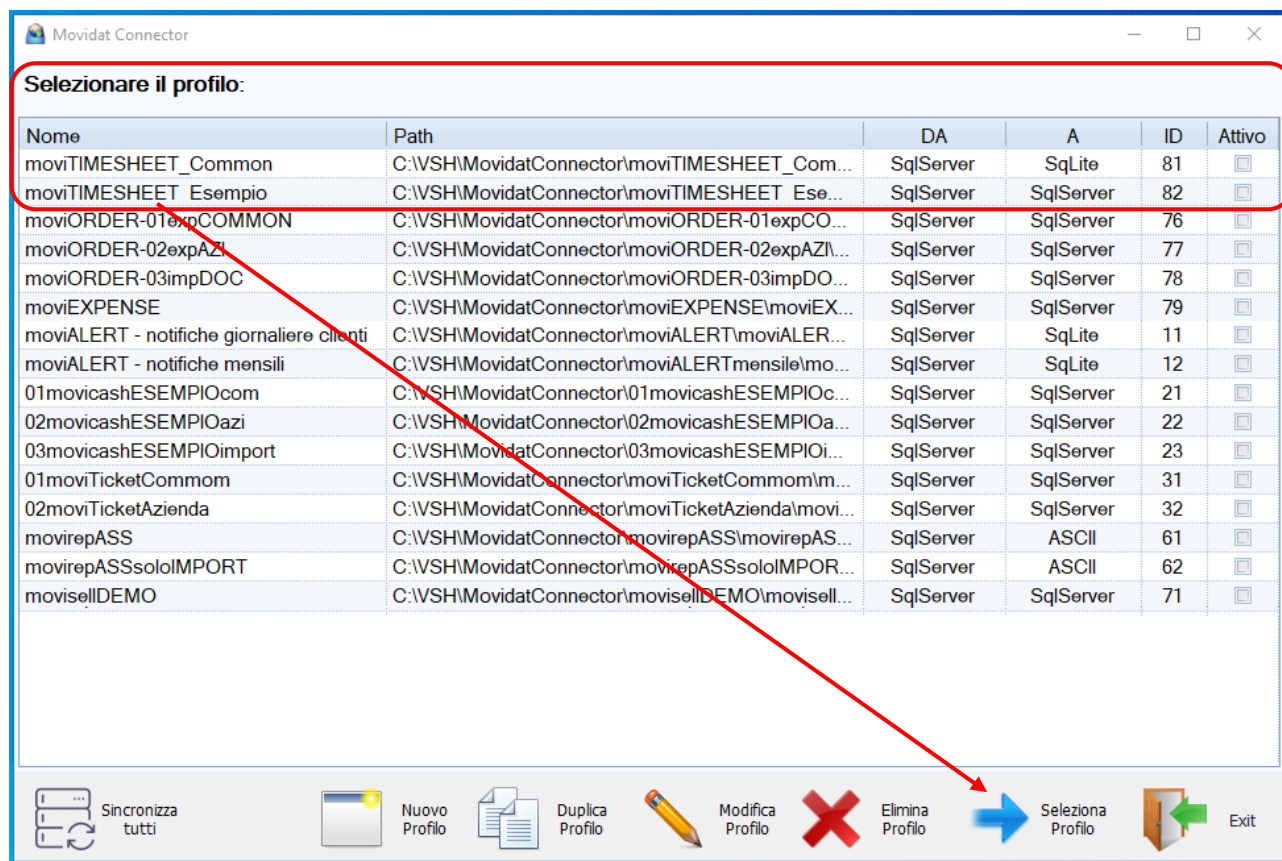 Movidat Connector
Selezionare il profilo:
Nome Path DA A ID Attivo
moviTIMESHEET_Common C:\VSH\MovidatConnector\moviTIMESHEET_Com... SqlServer SqLite 81
moviTIMESHEET_Esempio C:\VSH\MovidatConnector\moviTIMESHEET_Ese... SqlServer SqlServer 82
moviORDER-01expCOMMON C:\VSH\MovidatConnector\moviORDER-01expCO... SqlServer SqlServer 76
moviORDER-02expAZI C:\VSH\MovidatConnector\moviORDER-02expAZI\... SqlServer SqlServer 77
moviORDER-03impDOC C:\VSH\MovidatConnector\moviORDER-03impDO... SqlServer SqlServer 78
moviEXPENSE C:\VSH\MovidatConnector\moviEXPENSE\moviEX... SqlServer SqlServer 79
moviALERT - notifiche giornaliere clienti C:\VSH\MovidatConnector\moviALERT\moviALER... SqlServer SqLite 11
moviALERT - notifiche mensili C:\VSH\MovidatConnector\moviALERTmensile\mo... SqlServer SqLite 12
01movicashESEMPIOcom C:\VSH\MovidatConnector\01movicashESEMPIOc... SqlServer SqlServer 21
02movicashESEMPIOazi C:\VSH\MovidatConnector\02movicashESEMPIOa... SqlServer SqlServer 22
03movicashESEMPIOimport C:\VSH\MovidatConnector\03movicashESEMPIOi... SqlServer SqlServer 23
01moviTicketCommom C:\VSH\MovidatConnector\moviTicketCommom\m... SqlServer SqlServer 31
02moviTicketAzienda C:\VSH\MovidatConnector\moviTicketAzienda\movi... SqlServer SqlServer 32
movirepASS C:\VSH\MovidatConnector\movirepASS\movirepAS... SqlServer ASCII 61
movirepASSsoloIMPORT C:\VSH\MovidatConnector\movirepASSsoloIMPOR... SqlServer ASCII 62
movisellDEMO C:\VSH\MovidatConnector\movisellDEMO\movisell... SqlServer SqlServer 71
Sincronizza
tutti
Nuovo
Profilo
Duplica
Profilo
Modifica
Profilo
Elimina
Profilo
Seleziona
Profilo
Exit